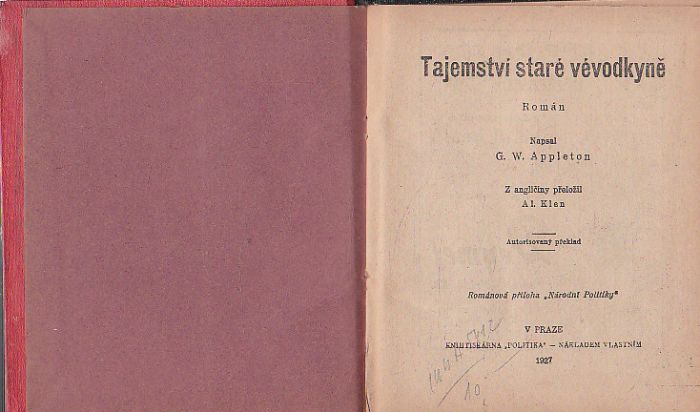 Tajemství staré vévodkyně
Román
Napsal
G. W. Appleton
Z angličiny přeložil
Al. Klen
Autorisovaný překlad
Románová příloha „Národní Politiky“
V PRAZE
KNIHTISKÁRNA „POLITIKA“ — NÁKLADEM VLASTNÍM
1927
10